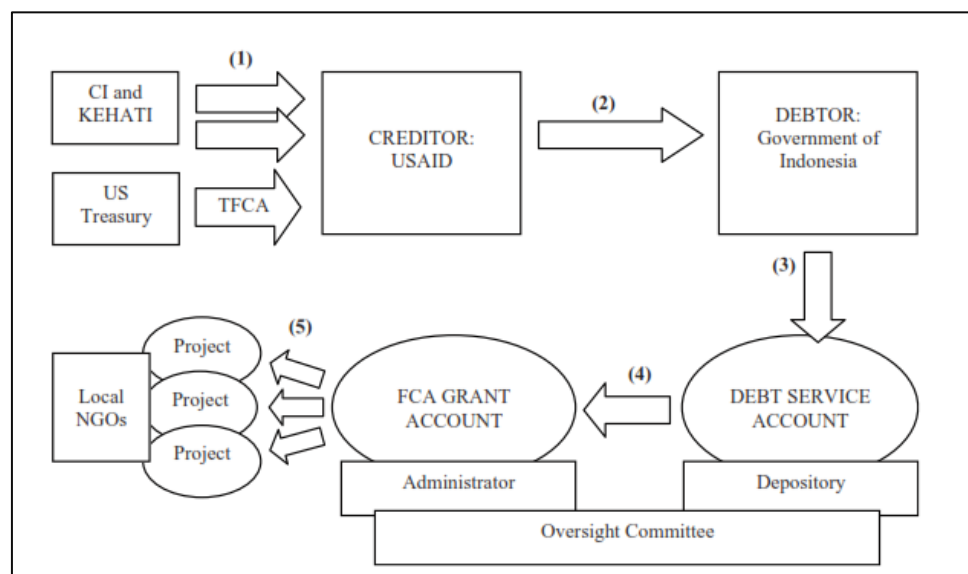 (1)
CI and
KEHATI
CREDITOR:
USAID
(2)
DEBTOR:
Government of
Indonesia
US
Treasury
TFCA
(3)
(5)
Project
Local
NGOs
Project
Project
FCA GRANT
ACCOUNT
(4)
DEBT SERVICE
ACCOUNT
Administrator
Depository
Oversight Committee